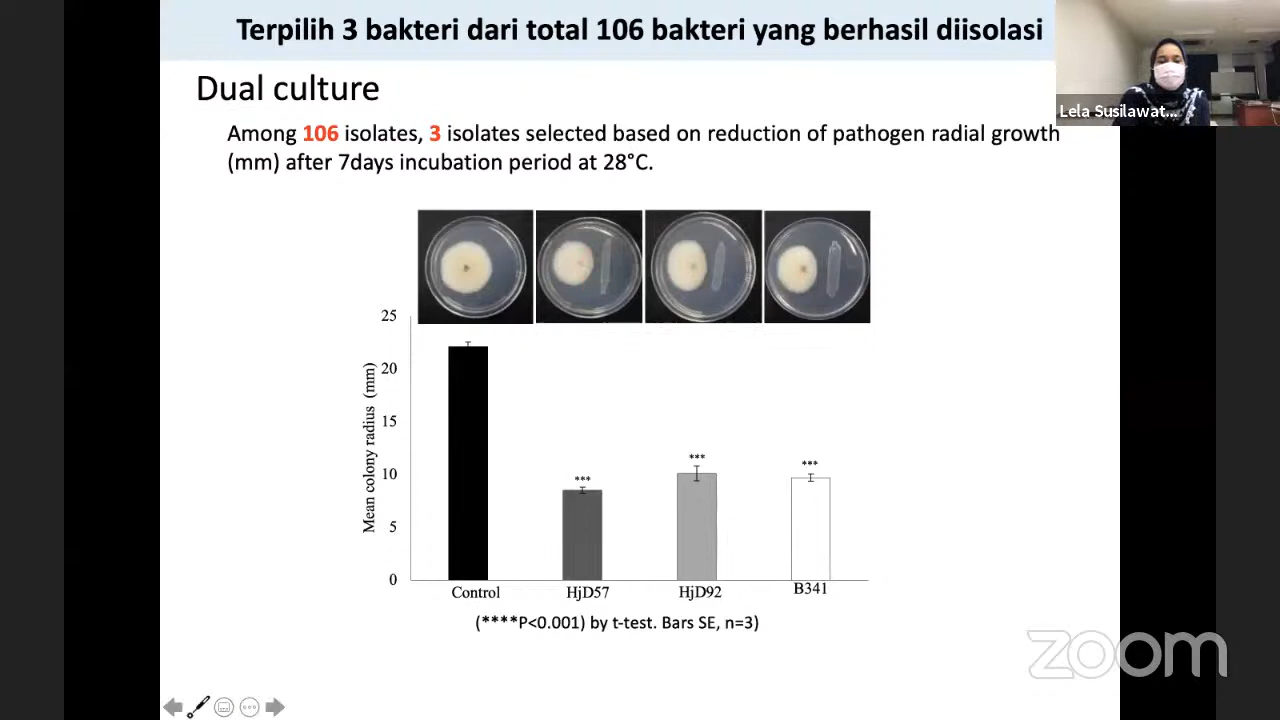 Terpilih 3 bakteri dari total 106 bakteri yang berhasil diisolasi
Dual culture
Among 106 isolates, 3 isolates selected based on reduction of pathogen radial growth
(mm) after 7days incubation period at 28°C.
Lela Susilawat...
25
20
15
10
5
0
Mean colony radius (mm)
***
***
***
Control
HjD57
HjD92
B341
(****P<0.001) by t-test. Bars SE, n=3)
zoom